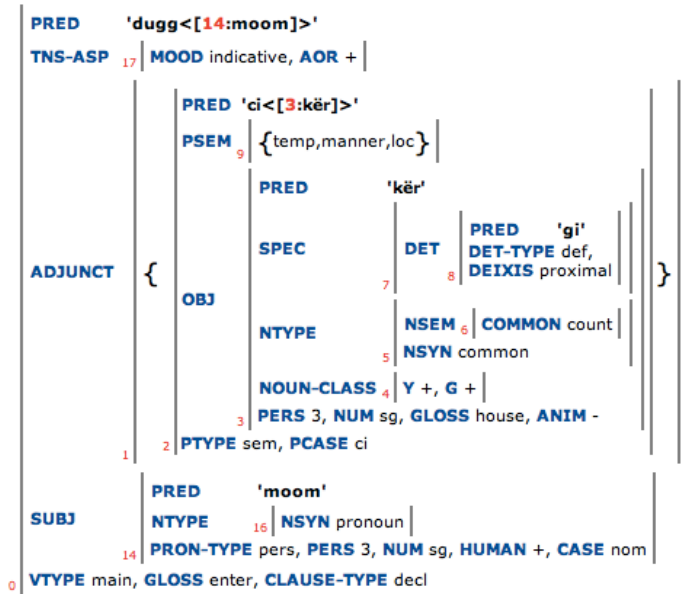 PRED 'dugg<[14:moom]>'
TNS-ASP 17 MOOD indicative, AOR +
PRED 'ci<[3:kër]>'
PSEM 9 {temp,manner,loc}
PRED 'kër'
PRED 'gi'
SPEC DET DET-TYPE def,
7 8 DEIXIS proximal
ADJUNCT { }
OBJ
NSEM 6 COMMON count
NTYPE
5 NSYN common
NOUN-CLASS 4 Y +, G +
3 PERS 3, NUM sg, GLOSS house, ANIM -
1 2 PTYPE sem, PCASE ci
PRED 'moom'
SUBJ NTYPE 16 NSYN pronoun
14 PRON-TYPE pers, PERS 3, NUM sg, HUMAN +, CASE nom
0 VTYPE main, GLOSS enter, CLAUSE-TYPE decl